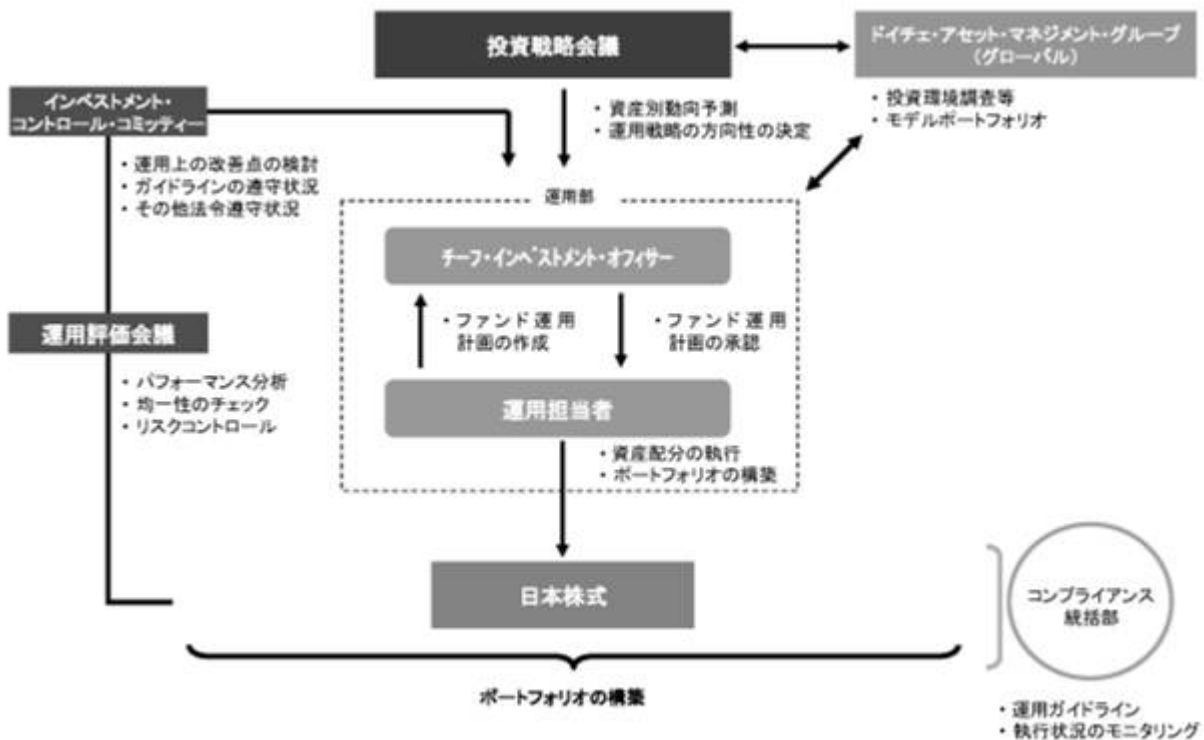 投資戦略会議
ドイチェ・アセット・マネジメント・グループ
（グローバル）
・投資環境調査等
・モデルポートフォリオ
インベストメント・
コントロール・コミッティー
・運用上の改善点の検討
・ガイドラインの遵守状況
・その他法令遵守状況
・資産別動向予測
・運用戦略の方向性の決定
運用部
チーフ・インベストメント・オフィサー
・ファンド運用
計画の作成
・ファンド運用
計画の承認
運用評価会議
・パフォーマンス分析
・均一性のチェック
・リスクコントロール
運用担当者
・資産配分の執行
・ポートフォリオの構築
日本株式
コンプライアンス
統括部
ポートフォリオの構築
・運用ガイドライン
・執行状況のモニタリング